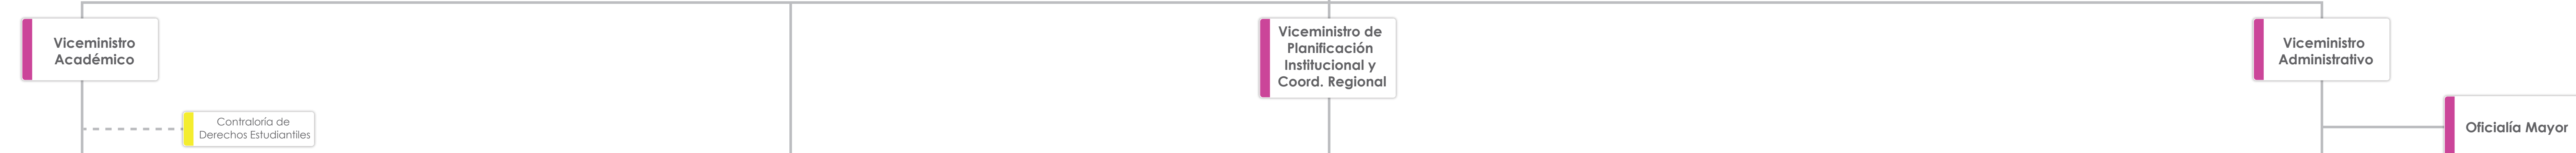 Viceministro
Académico
Viceministro de
Planificación
Institucional y
Coord. Regional
Viceministro
Administrativo
Contraloría de
Derechos Estudiantiles
Oficialía Mayor